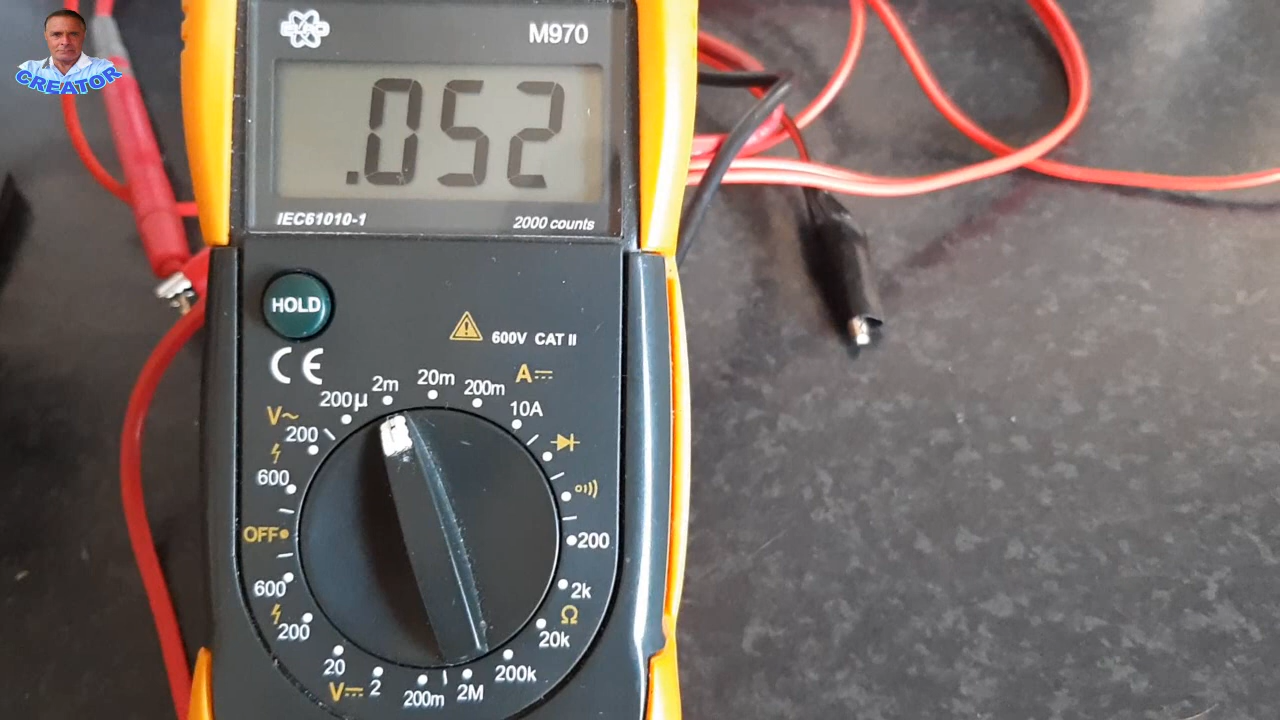 CREATOR
M970
.052
IEC61010-1
2000 counts
HOLD
600V CAT II
CE
A
2m
20m
200m
200µ
10A
V~
200
600
OFF
200
600
2k
Ω
200
20k
20
200k
V
2
200m
2M